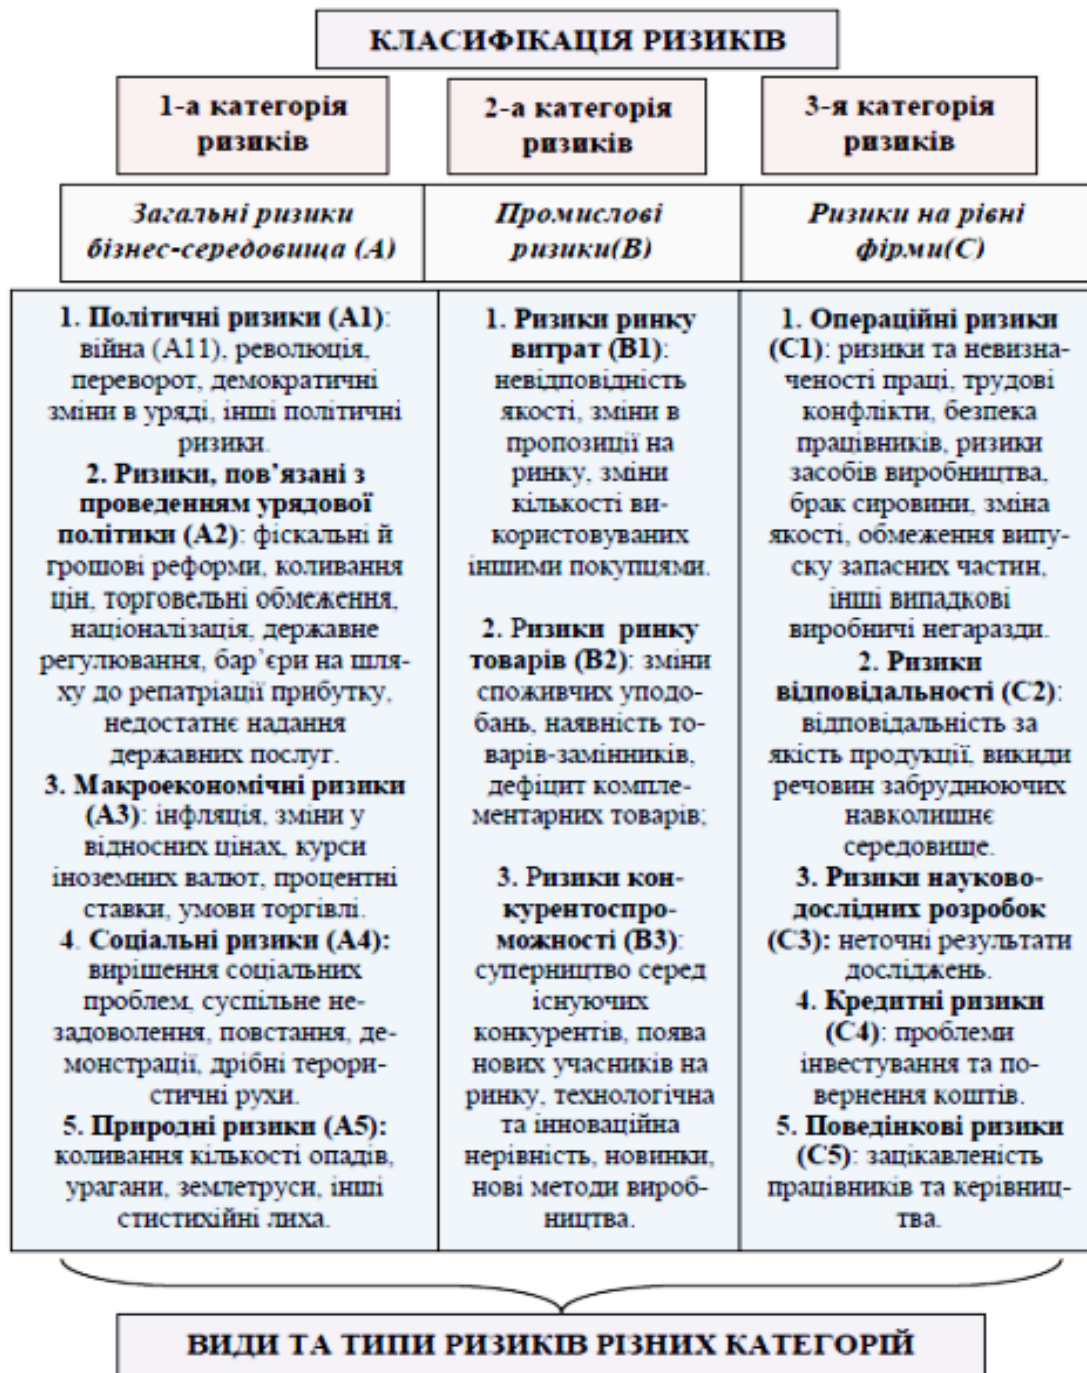 КЛАСИФІКАЦІЯ РИЗИКІВ
1-а категорія
ризиків
2-а категорія
ризиків
3-я категорія
ризиків
Загальні ризики
бізнес-середовища (А)
Промислові
ризики(В)
Ризики на рівні
фірми(С)
1. Політичні ризики (А1):
війна (А11), революція,
переворот, демократичні
зміни в уряді, інші політичні
ризики.
2. Ризики, пов’язані з
проведенням урядової
політики (А2): фіскальні й
грошові реформи, коливання
цін, торговельні обмеження,
націоналізація, державне
регулювання, бар’єри на шля-
ху до репатріації прибутку,
недостатнє надання
державних послуг.
3. Макроекономічні ризики
(А3): інфляція, зміни у
відносних цінах, курси
іноземних валют, процентні
ставки, умови торгівлі.
4. Соціальні ризики (А4):
вирішення соціальних
проблем, суспільне не-
задоволення, повстання, де-
монстрації, дрібні терори-
стичні рухи.
5. Природні ризики (А5):
коливання кількості опадів,
урагани, землетруси, інші
стистихійні лиха.
1. Ризики ринку
витрат (В1):
невідповідність
якості, зміни в
пропозиції на
ринку, зміни
кількості ви-
користовуваних
іншими покупцями.
2. Ризики ринку
товарів (В2): зміни
споживчих уподо-
бань, наявність то-
варів-замінників,
дефіцит компле-
ментарних товарів;
3. Ризики кон-
курентоспро-
можності (В3):
суперництво серед
існуючих
конкурентів, поява
нових учасників на
ринку, технологічна
та інноваційна
нерівність, новинки,
нові методи вироб-
ництва.
1. Операційні ризики
(С1): ризики та невизна-
ченості праці, трудові
конфлікти, безпека
працівників, ризики
засобів виробництва,
брак сировини, зміна
якості, обмеження випу-
ску запасних частин,
інші випадкові
виробничі негаразди.
2. Ризики
відповідальності (С2):
відповідальність за
якість продукції, викиди
речовин забруднюючих
навколишнє
середовище.
3. Ризики науково-
дослідних розробок
(С3): неточні результати
досліджень.
4. Кредитні ризики
(С4): проблеми
інвестування та по-
вернення коштів.
5. Поведінкові ризики
(С5): зацікавленість
працівників та керівниц-
тва.
ВИДИ ТА ТИПИ РИЗИКІВ РІЗНИХ КАТЕГОРІЙ